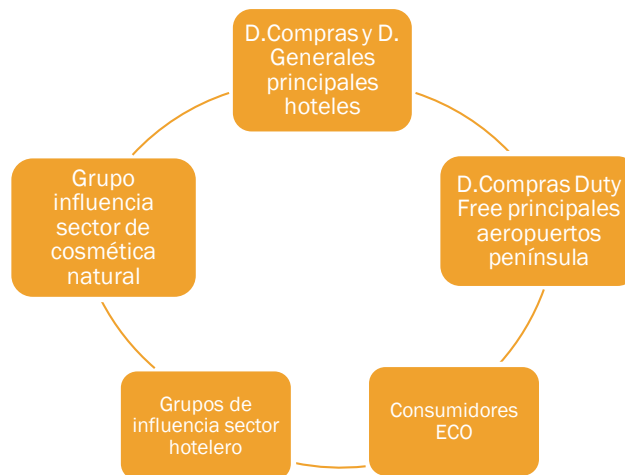 D.Compras y D.
Generales
principales
hoteles
D.Compras Duty
Free principales
aeropuertos
península
Consumidores
ECO
Grupos de
influencia sector
hotelero
Grupo
influencia
sector de
cosmética
natural